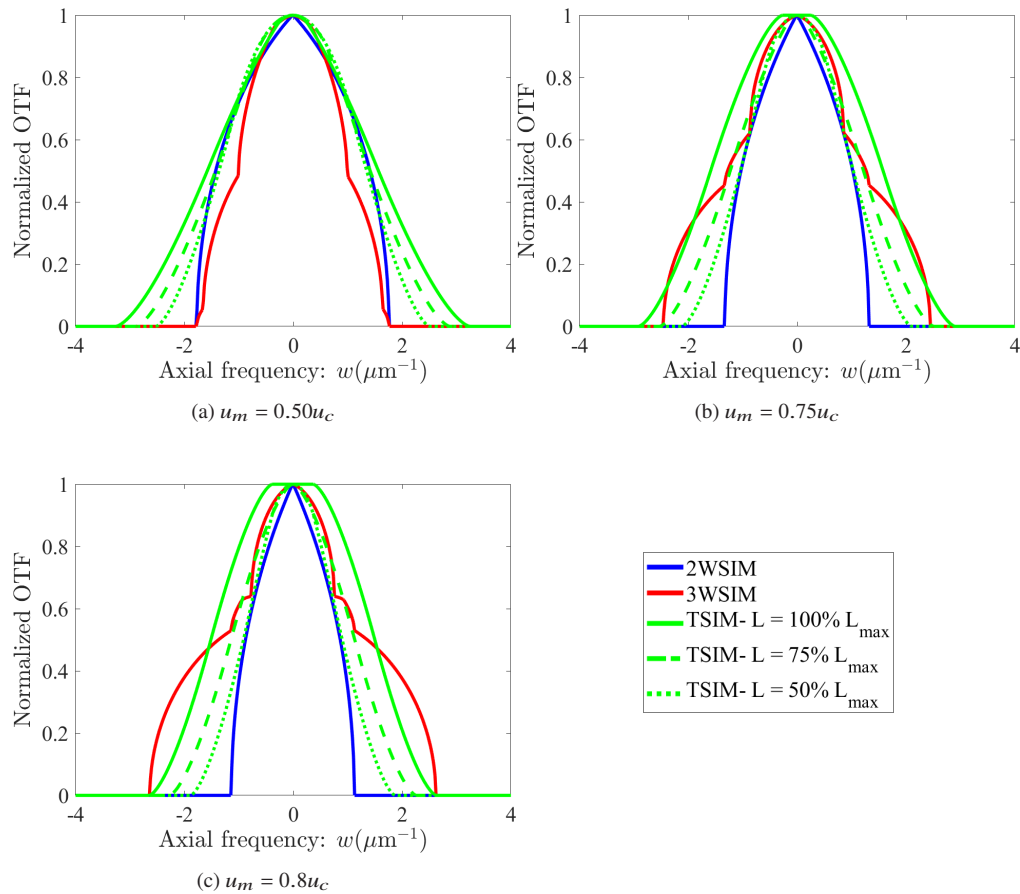 1
0.8
0.6
0.4
0.2
0
-4 -2 0 2 4
Normalized OTF
Axial frequency: w(μm⁻¹)
(a) u_m = 0.50u_c
1
0.8
0.6
0.4
0.2
0
-4 -2 0 2 4
Normalized OTF
Axial frequency: w(μm⁻¹)
(b) u_m = 0.75u_c
1
0.8
0.6
0.4
0.2
0
-4 -2 0 2 4
Normalized OTF
Axial frequency: w(μm⁻¹)
(c) u_m = 0.8u_c
2WSIM
3WSIM
TSIM- L = 100% L_max
TSIM- L = 75% L_max
TSIM- L = 50% L_max